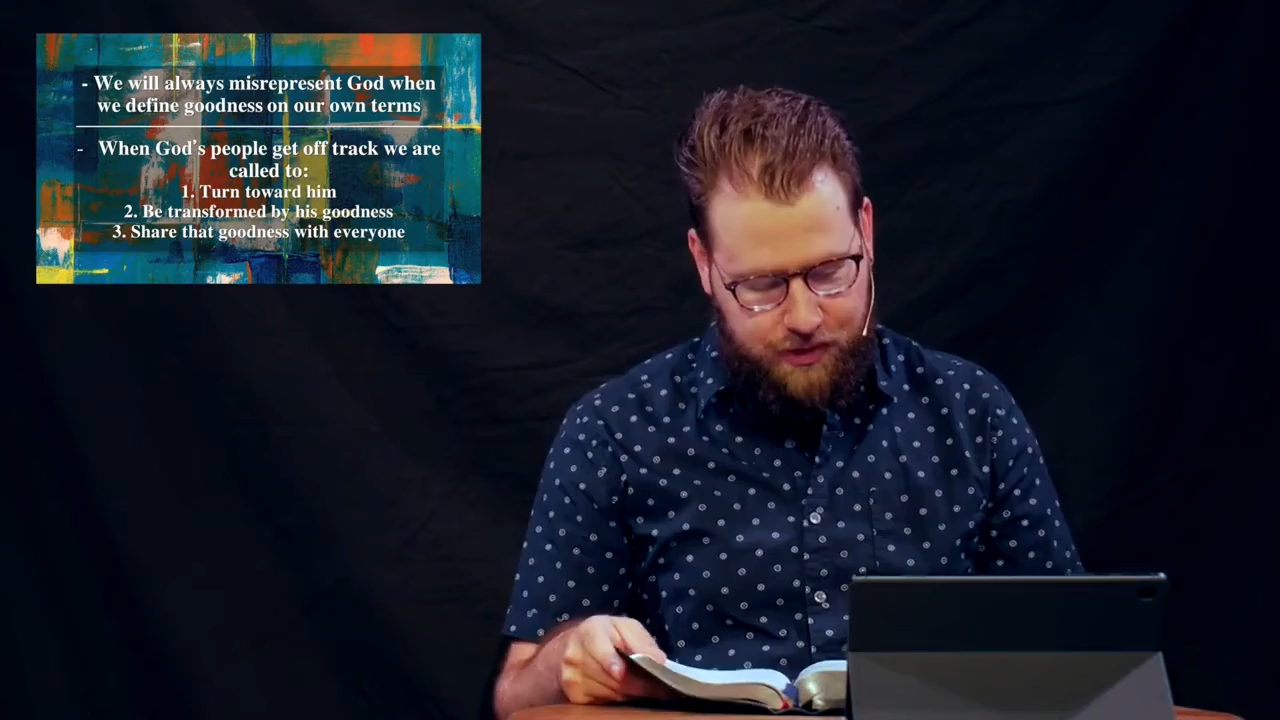 - We will always misrepresent God when
we define goodness on our own terms
- When God's people get off track we are
called to:
1. Turn toward him
2. Be transformed by his goodness
3. Share that goodness with everyone